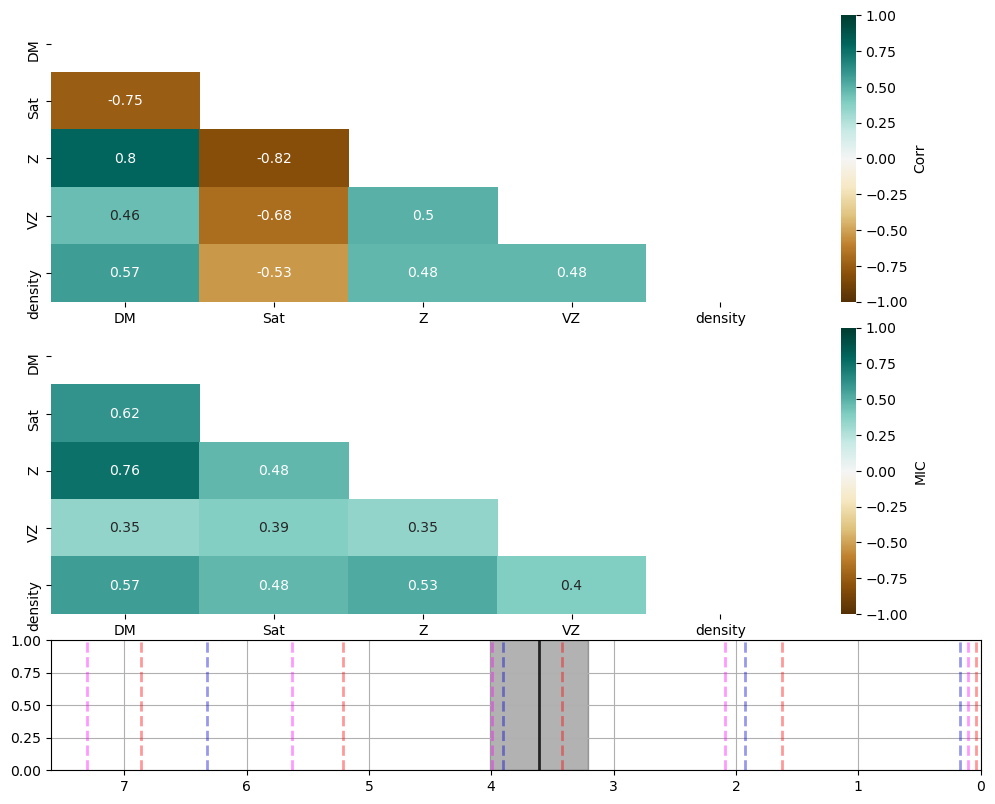 DM
Sat
Z
VZ
density
-0.75
0.8
-0.82
0.46
-0.68
0.5
0.57
-0.53
0.48
0.48
DM
Sat
Z
VZ
density
1.00
0.75
0.50
0.25
0.00
−0.25
−0.50
−0.75
−1.00
Corr
DM
Sat
Z
VZ
density
0.62
0.76
0.48
0.35
0.39
0.35
0.57
0.48
0.53
0.4
DM
Sat
Z
VZ
density
1.00
0.75
0.50
0.25
0.00
−0.25
−0.50
−0.75
−1.00
MIC
1.00
0.75
0.50
0.25
0.00
7
6
5
4
3
2
1
0